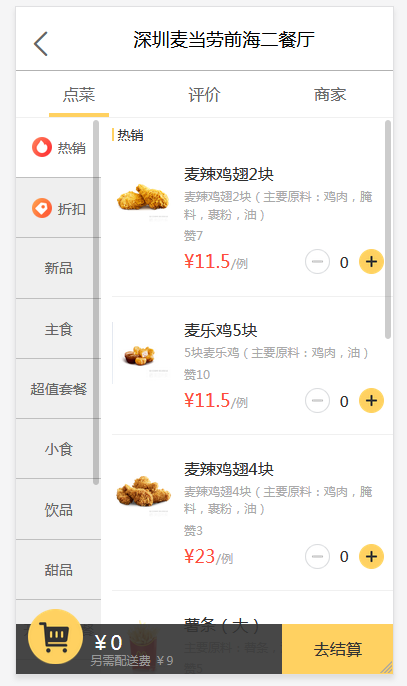 深圳麦当劳前海二餐厅
点菜
评价
商家
热销
折扣
新品
主食
超值套餐
小食
饮品
甜品
热销
麦辣鸡翅2块
麦辣鸡翅2块（主要原料：鸡肉，腌
料，裹粉，油）
赞7
¥11.5/例
0
麦乐鸡5块
5块麦乐鸡（主要原料：鸡肉，油）
赞10
¥11.5/例
0
麦辣鸡翅4块
麦辣鸡翅4块（主要原料：鸡肉，腌
料，裹粉，油）
赞3
¥23/例
0
薯条（大）
¥0
另需配送费 ¥9
去结算